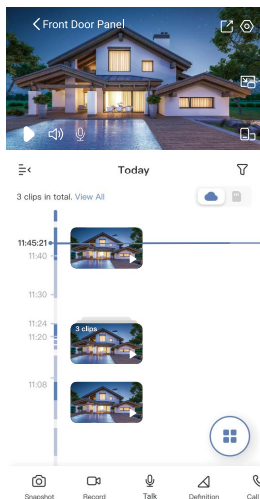 Front Door Panel
Today
3 clips in total. View All
11:45:21
11:40
11:30
11:24
3 clips
11:20
11:08
Snapshot
Record
Talk
Definition
Call